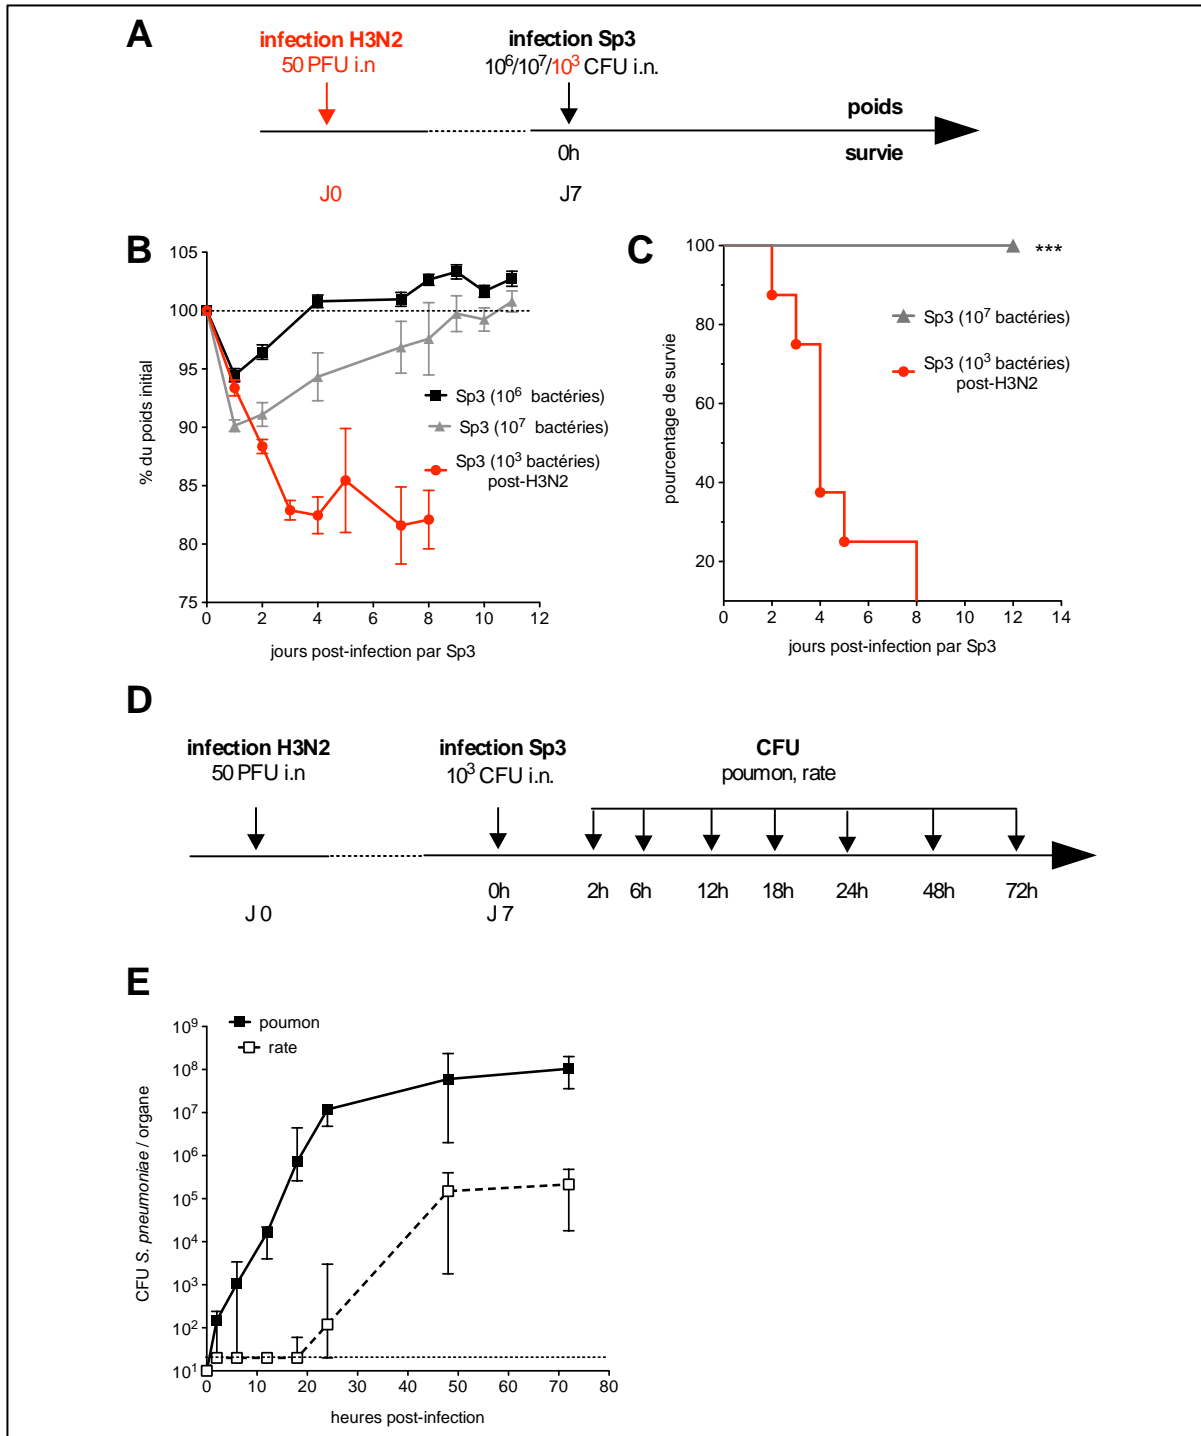 A
infection H3N2
50 PFU i.n
infection Sp3
10⁶/10⁷/10³ CFU i.n.
poids
0h
survie
J0
J7
B
105
100
95
90
85
80
75
% du poids initial
0 2 4 6 8 10 12
jours post-infection par Sp3
Sp3 (10⁶ bactéries)
Sp3 (10⁷ bactéries)
Sp3 (10³ bactéries)
post-H3N2
C
100
80
60
40
20
pourcentage de survie
0 2 4 6 8 10 12 14
jours post-infection par Sp3
***
Sp3 (10⁷ bactéries)
Sp3 (10³ bactéries)
post-H3N2
D
infection H3N2
50 PFU i.n
infection Sp3
10³ CFU i.n.
CFU
poumon, rate
0h 2h 6h 12h 18h 24h 48h 72h
J 0 J 7
E
poumon
rate
10⁹
10⁸
10⁷
10⁶
10⁵
10⁴
10³
10²
10¹
CFU S. pneumoniae / organe
0 10 20 30 40 50 60 70 80
heures post-infection